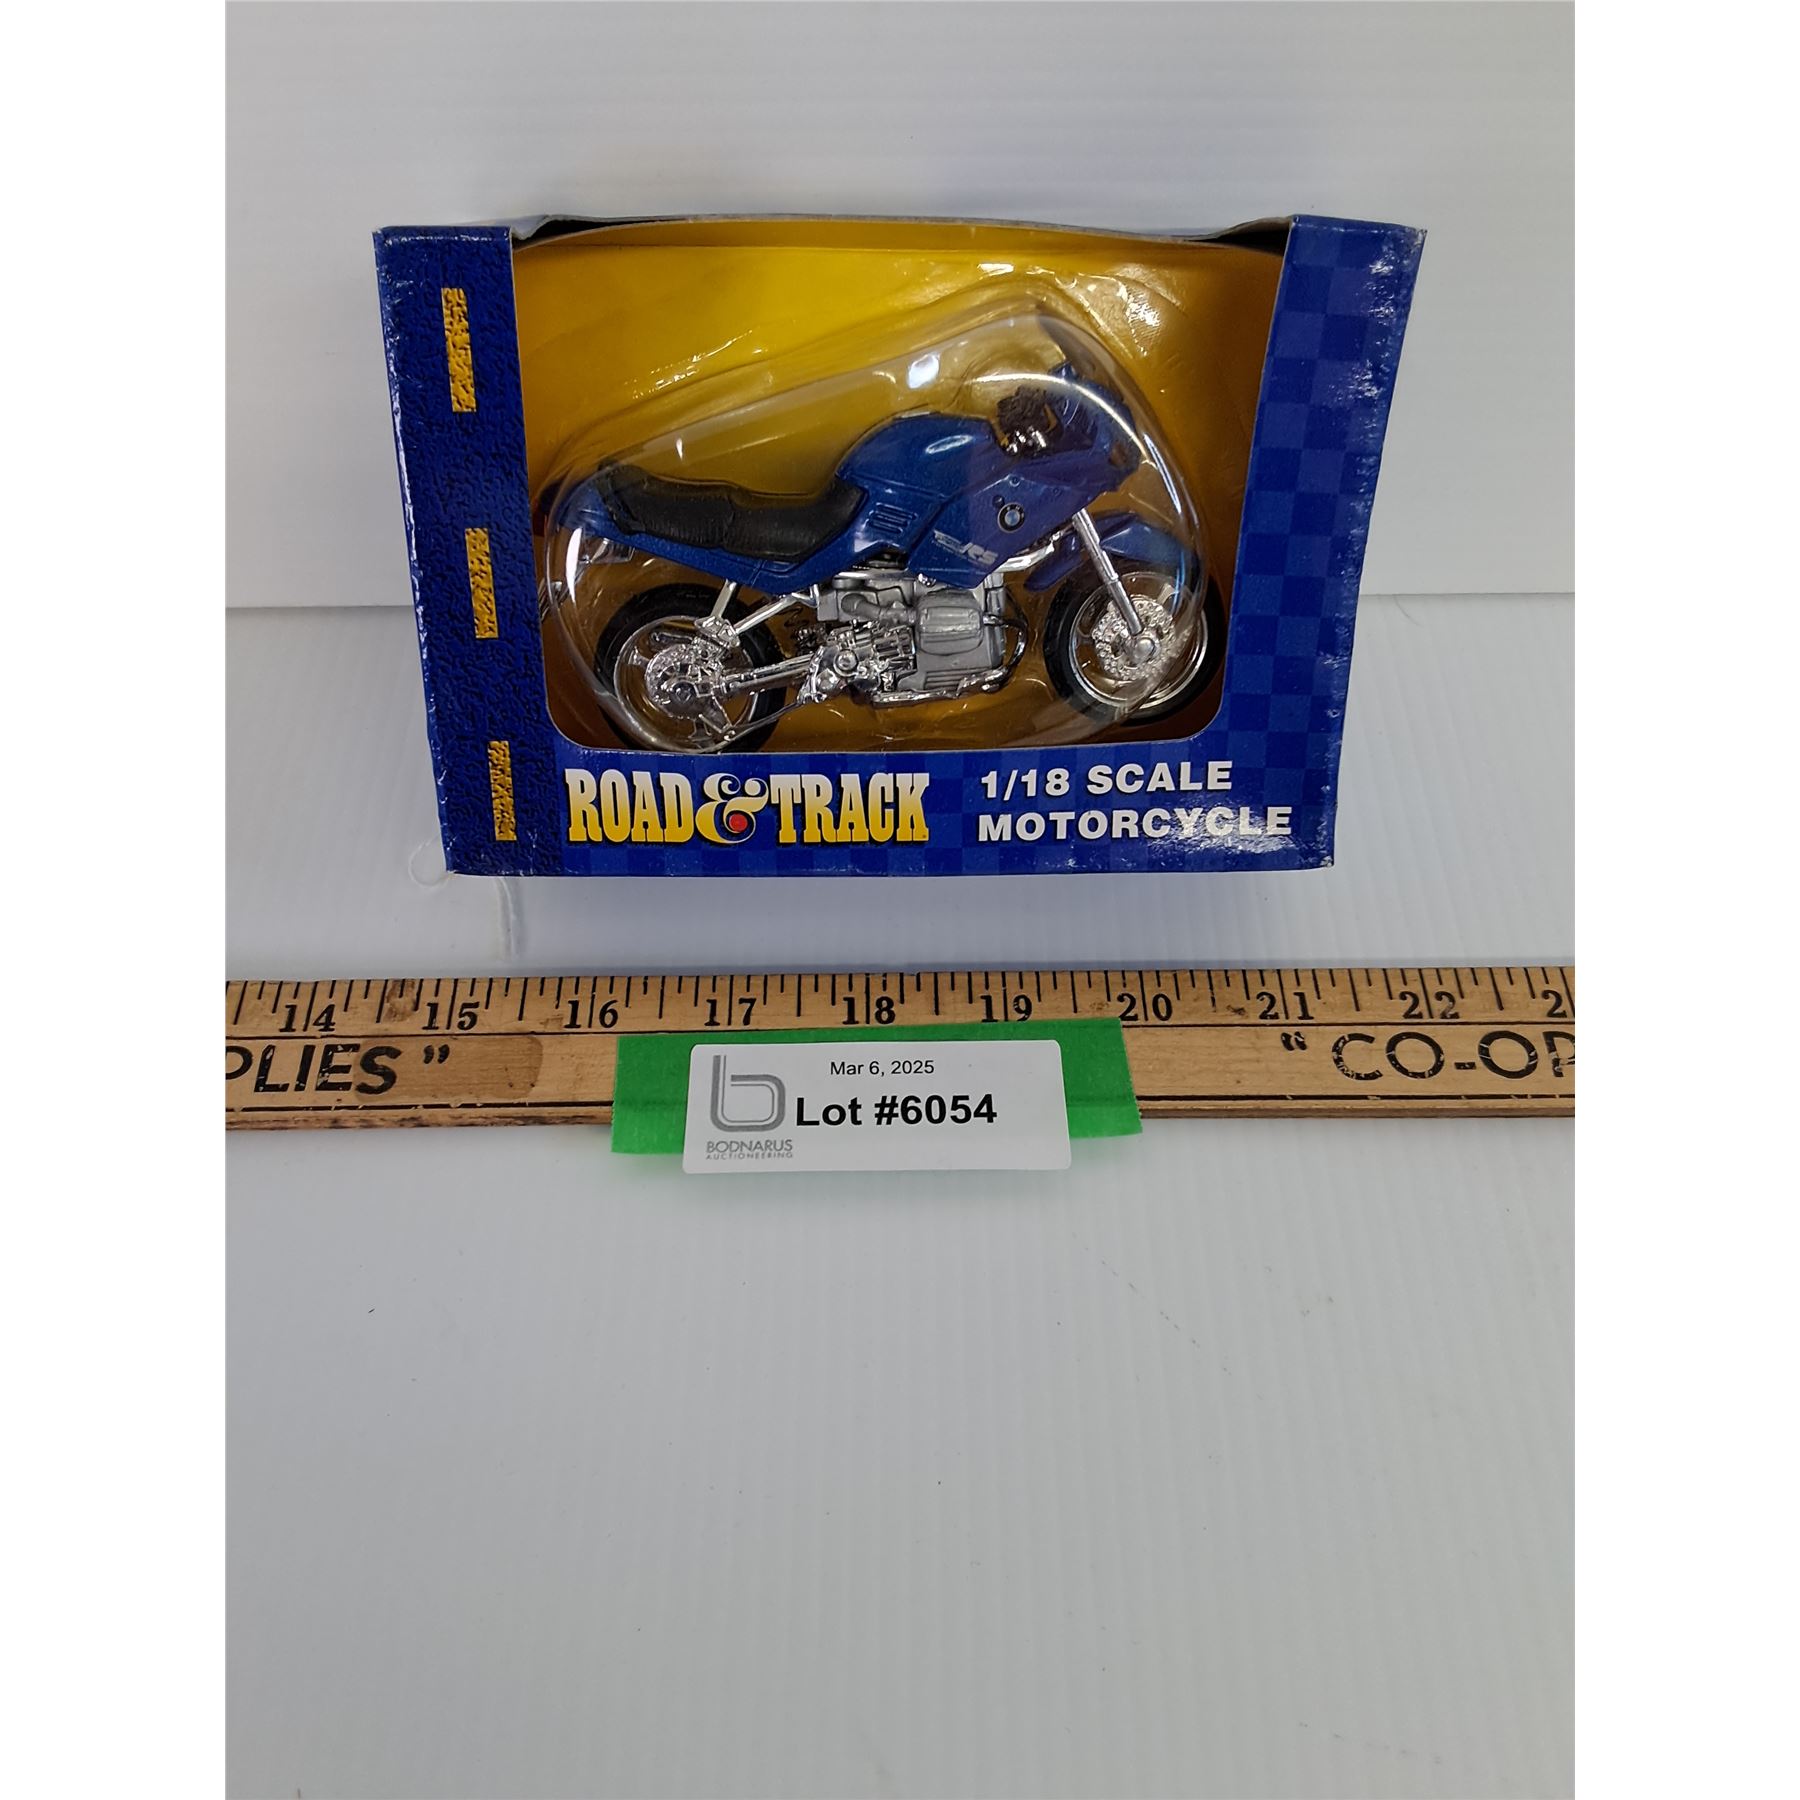 RS
ROAD & TRACK
1/18 SCALE
MOTORCYCLE
14 15 16 17 18 19 20 21 22
PLIES" "CO-OP
Mar 6, 2025
Lot #6054
BODNARUS
AUCTIONEERING